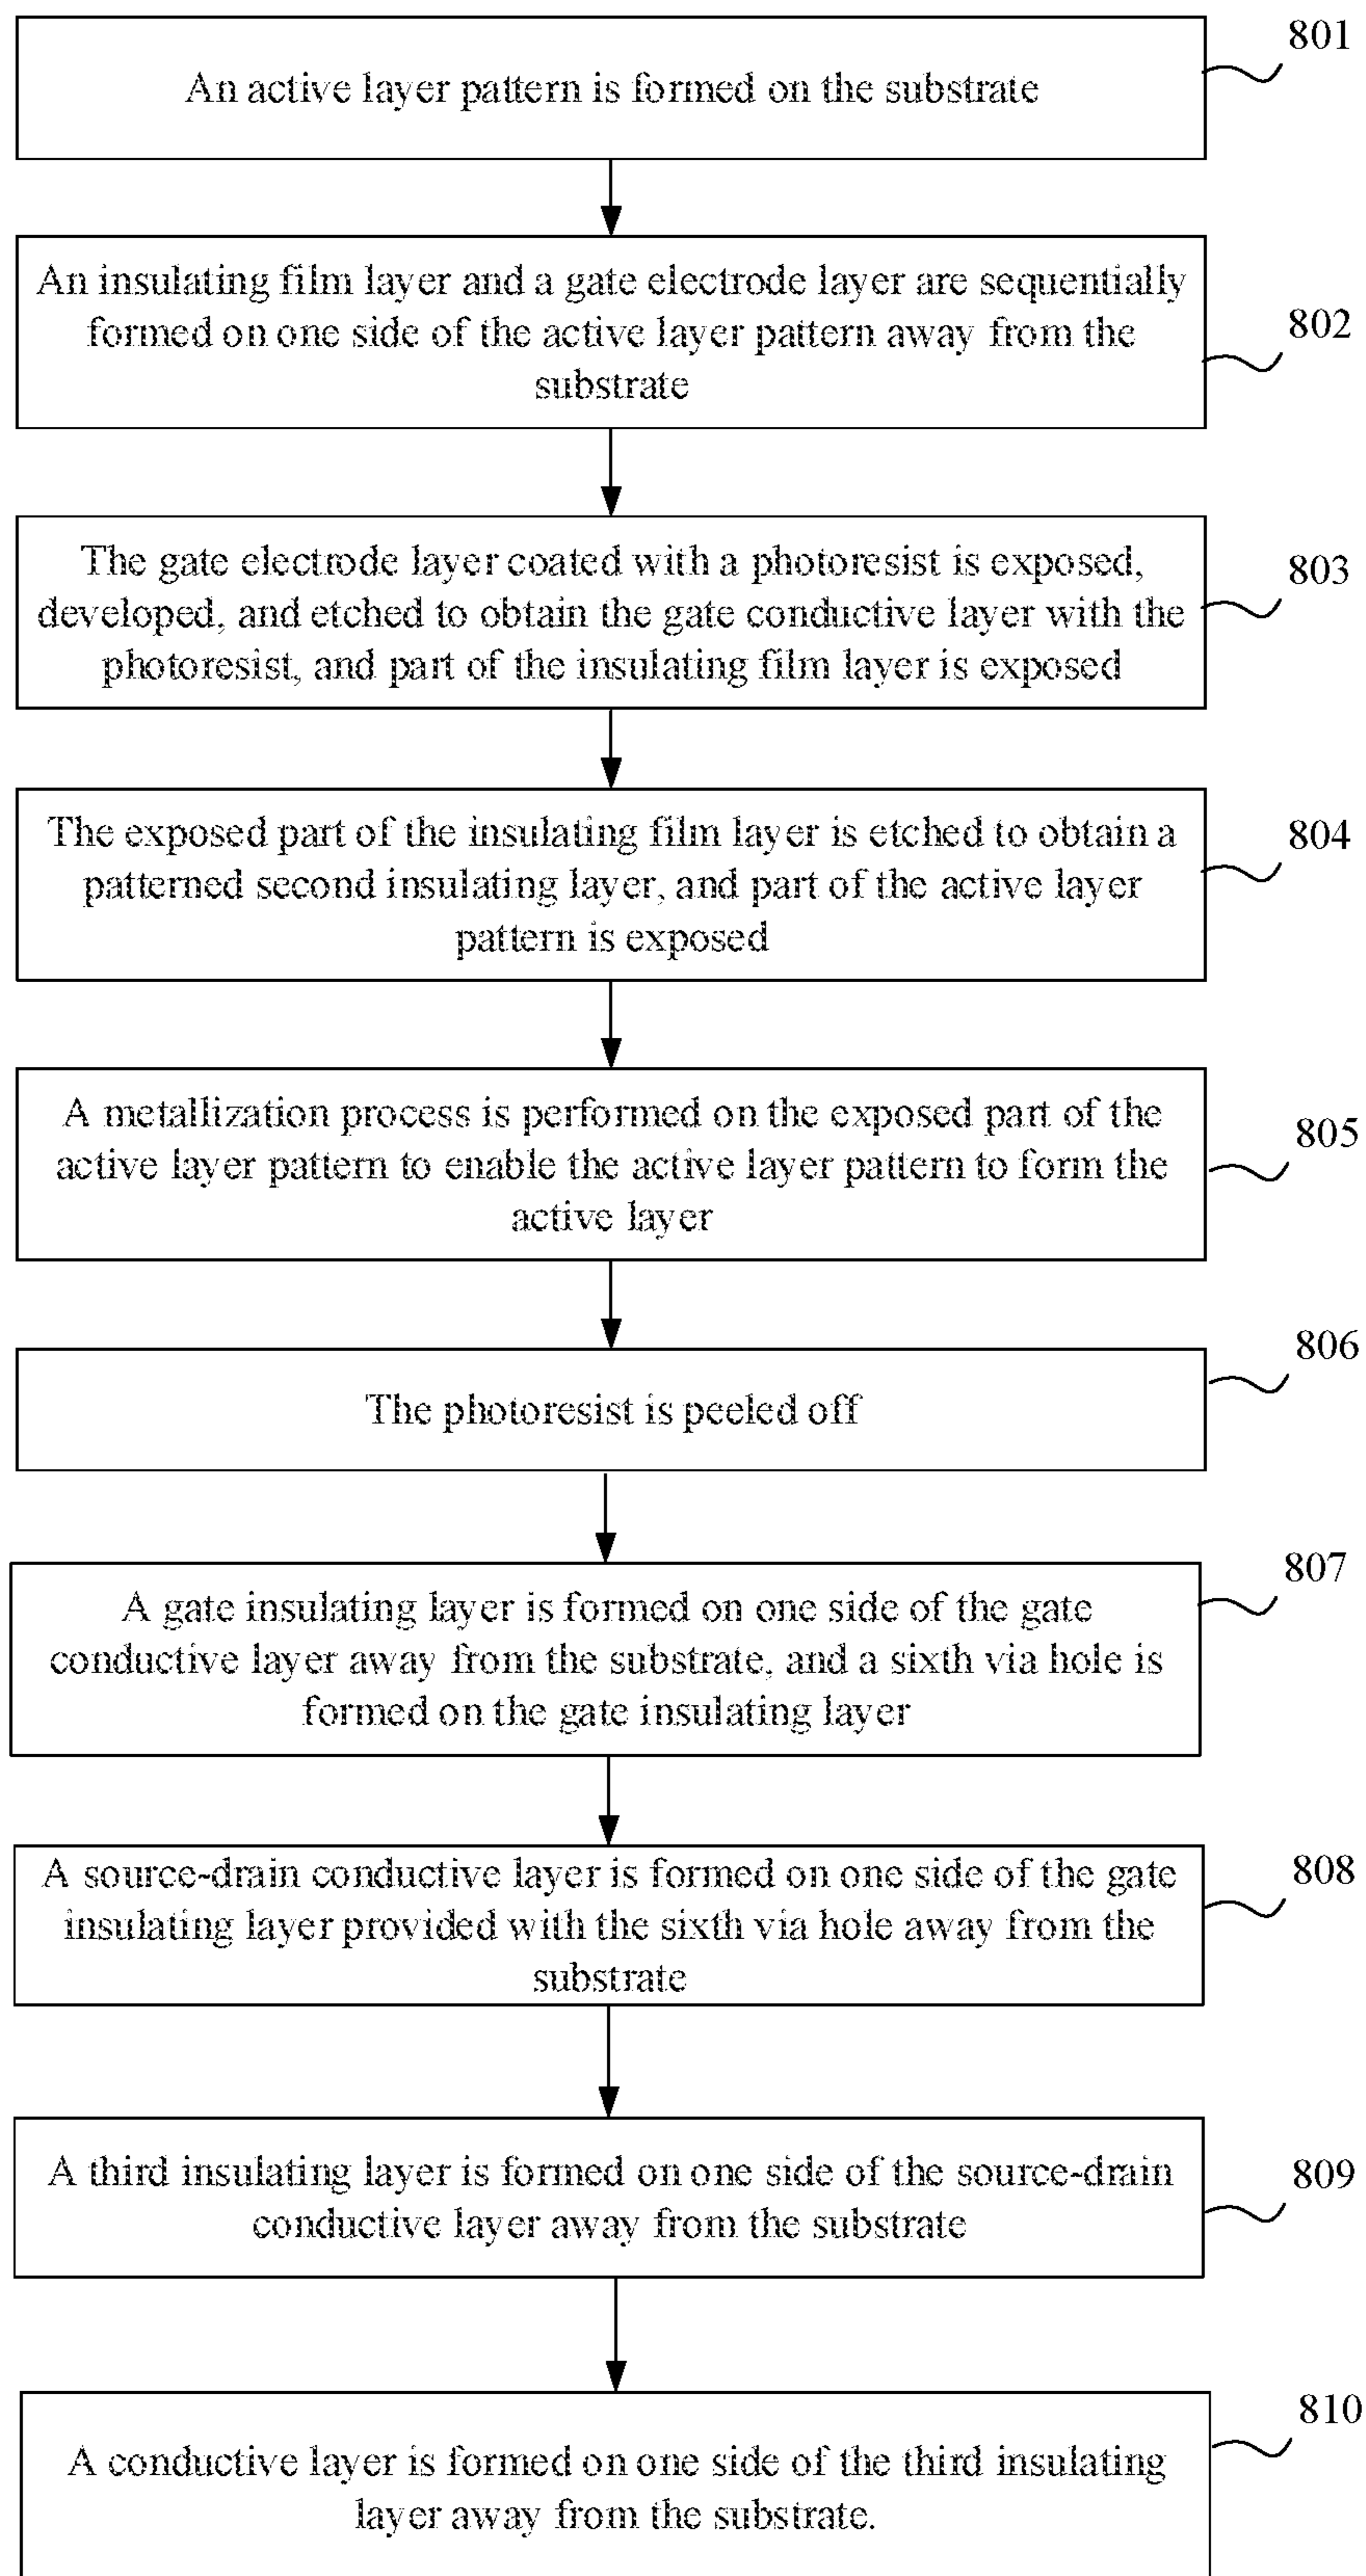 801
An active layer pattern is formed on the substrate
An insulating film layer and a gate electrode layer are sequentially
formed on one side of the active layer pattern away from the
substrate
802
The gate electrode layer coated with a photoresist is exposed,
developed, and etched to obtain the gate conductive layer with the
photoresist, and part of the insulating film layer is exposed
803
The exposed part of the insulating film layer is etched to obtain a
patterned second insulating layer, and part of the active layer
pattern is exposed
804
A metallization process is performed on the exposed part of the
active layer pattern to enable the active layer pattern to form the
active layer
805
The photoresist is peeled off
806
A gate insulating layer is formed on one side of the gate
conductive layer away from the substrate, and a sixth via hole is
formed on the gate insulating layer
807
A source-drain conductive layer is formed on one side of the gate
insulating layer provided with the sixth via hole away from the
substrate
808
A third insulating layer is formed on one side of the source-drain
conductive layer away from the substrate
809
A conductive layer is formed on one side of the third insulating
layer away from the substrate.
810